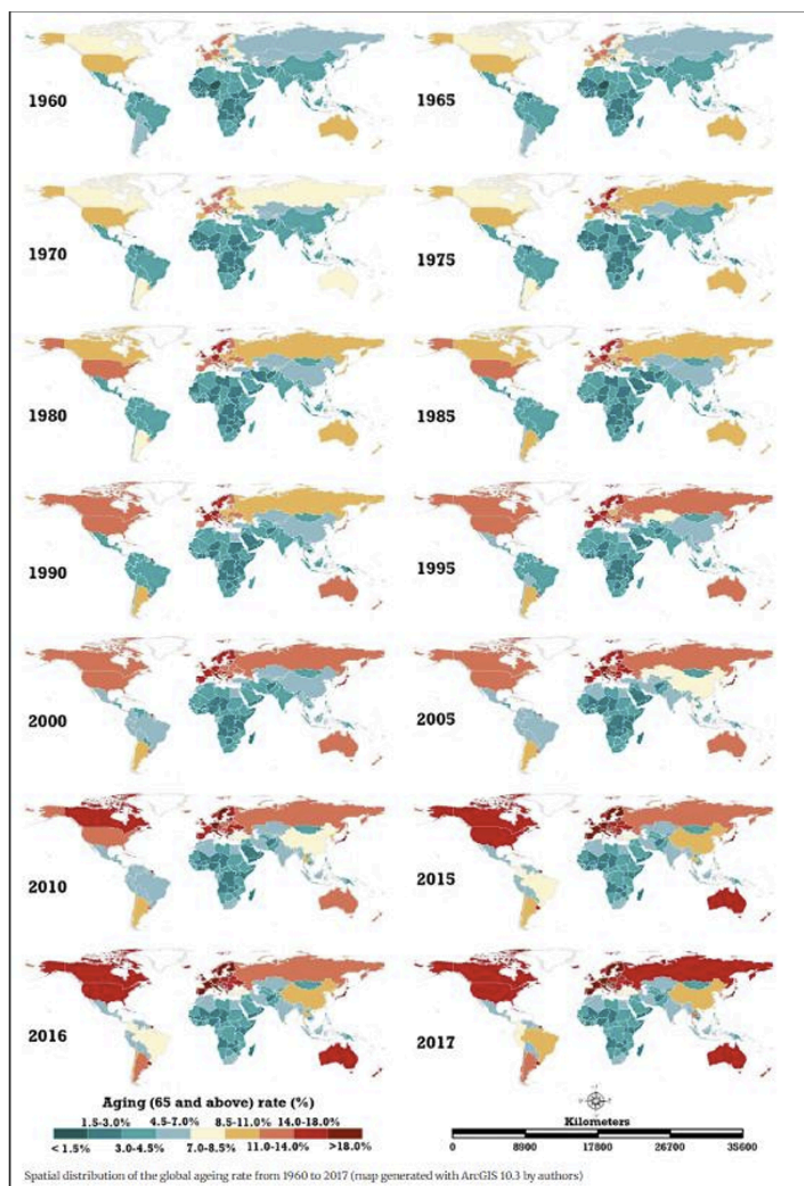 1960
1965
1970
1975
1980
1985
1990
1995
2000
2005
2010
2015
2016
2017
Aging (65 and above) rate (%)
1.5-3.0% 4.5-7.0% 8.5-11.0% 14.0-18.0%
< 1.5% 3.0-4.5% 7.0-8.5% 11.0-14.0% >18.0%
Kilometers
0 8900 17800 26700 35600
Spatial distribution of the global ageing rate from 1960 to 2017 (map generated with ArcGIS 10.3 by authors)